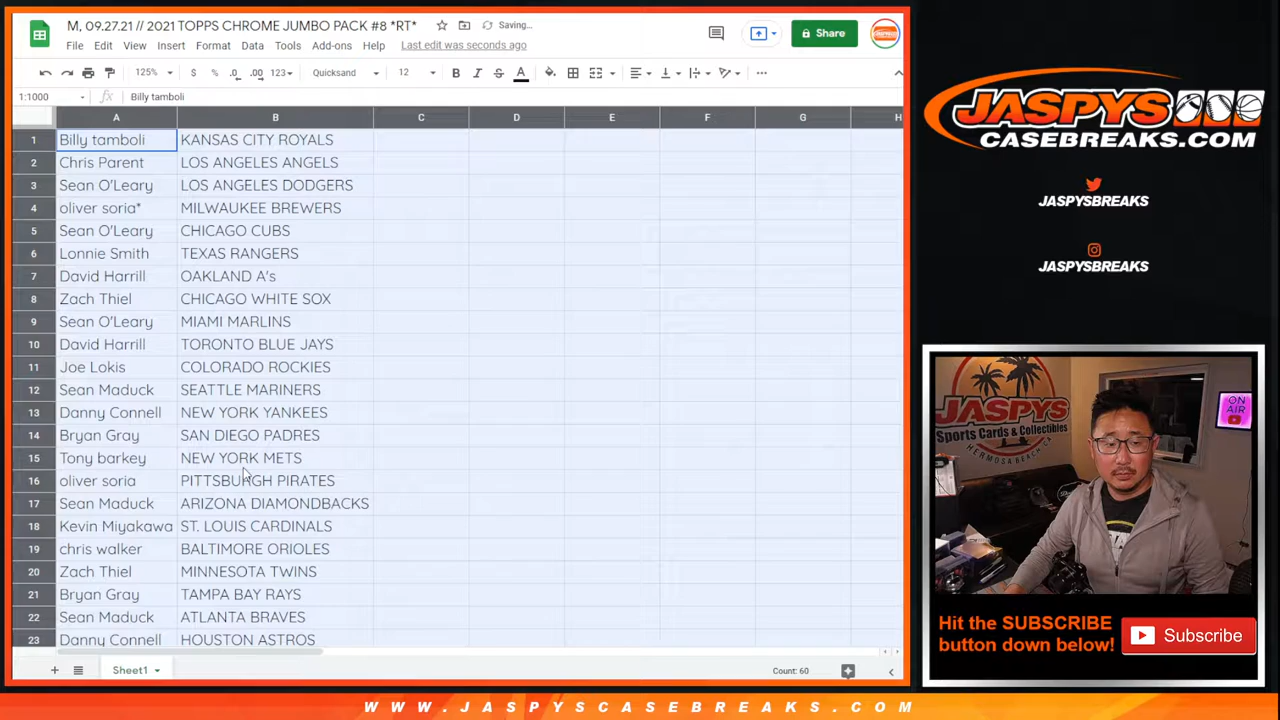 M, 09.27.21 // 2021 TOPPS CHROME JUMBO PACK #8 *RT*
Saving...
File Edit View Insert Format Data Tools Add-ons Help Last edit was seconds ago
Share
125% $ % .0 .00 123 Quicksand 12 B I S A
1:1000 fx Billy tamboli
A B C D E F G H
1 Billy tamboli KANSAS CITY ROYALS
2 Chris Parent LOS ANGELES ANGELS
3 Sean O'Leary LOS ANGELES DODGERS
4 oliver soria* MILWAUKEE BREWERS
5 Sean O'Leary CHICAGO CUBS
6 Lonnie Smith TEXAS RANGERS
7 David Harrill OAKLAND A's
8 Zach Thiel CHICAGO WHITE SOX
9 Sean O'Leary MIAMI MARLINS
10 David Harrill TORONTO BLUE JAYS
11 Joe Lokis COLORADO ROCKIES
12 Sean Maduck SEATTLE MARINERS
13 Danny Connell NEW YORK YANKEES
14 Bryan Gray SAN DIEGO PADRES
15 Tony barkey NEW YORK METS
16 oliver soria PITTSBURGH PIRATES
17 Sean Maduck ARIZONA DIAMONDBACKS
18 Kevin Miyakawa ST. LOUIS CARDINALS
19 chris walker BALTIMORE ORIOLES
20 Zach Thiel MINNESOTA TWINS
21 Bryan Gray TAMPA BAY RAYS
22 Sean Maduck ATLANTA BRAVES
23 Danny Connell HOUSTON ASTROS
Sheet1
Count: 60
JASPYS
CASEBREAKS.COM
JASPYSBREAKS
JASPYSBREAKS
JASPYS
Sports Cards & Collectibles
HERMOSA BEACH, CA
ON AIR
Hit the SUBSCRIBE
button down below!
Subscribe
WWW.JASPYSCASEBREAKS.COM